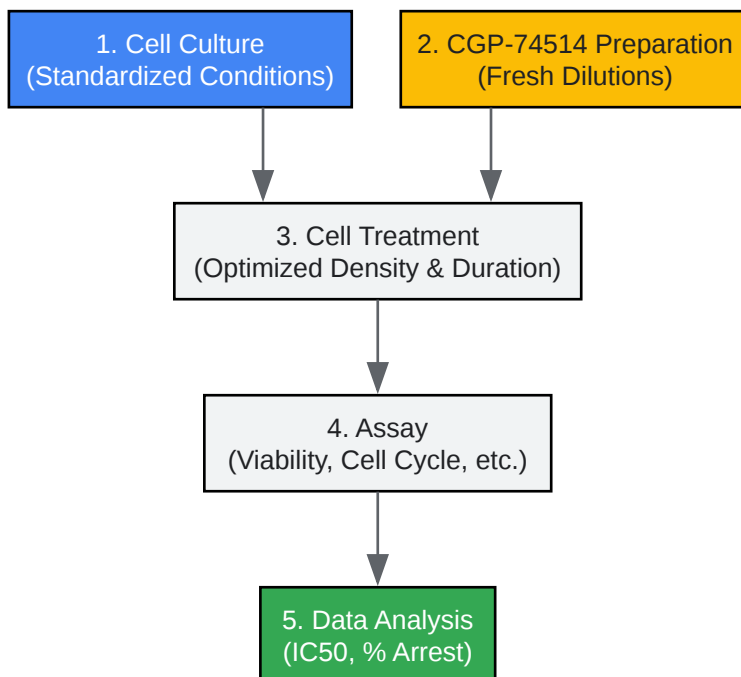 1. Cell Culture
(Standardized Conditions)
2. CGP-74514 Preparation
(Fresh Dilutions)
3. Cell Treatment
(Optimized Density & Duration)
4. Assay
(Viability, Cell Cycle, etc.)
5. Data Analysis
(IC50, % Arrest)